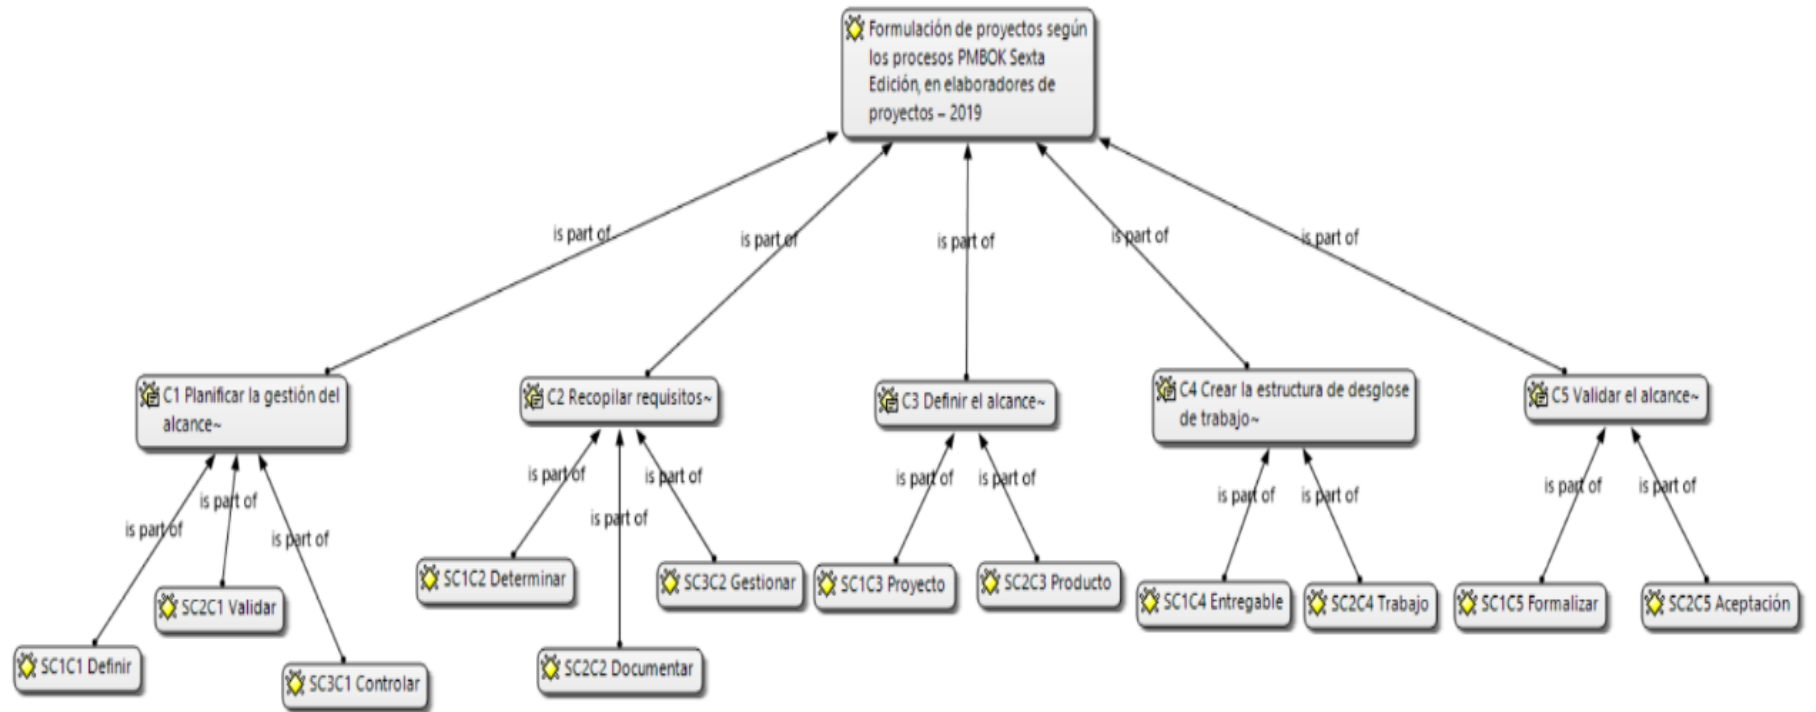 Formulación de proyectos según
los procesos PMBOK Sexta
Edición, en elaboradores de
proyectos – 2019
is part of
is part of
is part of
is part of
is part of
C1 Planificar la gestión del
alcance~
C2 Recopilar requisitos~
C3 Definir el alcance~
C4 Crear la estructura de desglose
de trabajo~
C5 Validar el alcance~
is part of
is part of
is part of
is part of
is part of
is part of
is part of
is part of
is part of
is part of
is part of
is part of
SC1C1 Definir
SC2C1 Validar
SC3C1 Controlar
SC1C2 Determinar
SC2C2 Documentar
SC3C2 Gestionar
SC1C3 Proyecto
SC2C3 Producto
SC1C4 Entregable
SC2C4 Trabajo
SC1C5 Formalizar
SC2C5 Aceptación